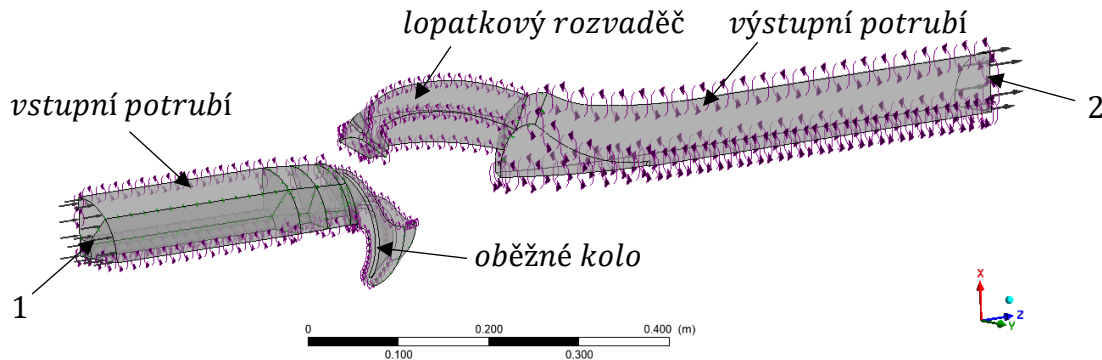 lopatkový rozvaděč
výstupní potrubí
vstupní potrubí
2
oběžné kolo
1
X
Z
Y
0 0.200 0.400 (m)
0.100 0.300